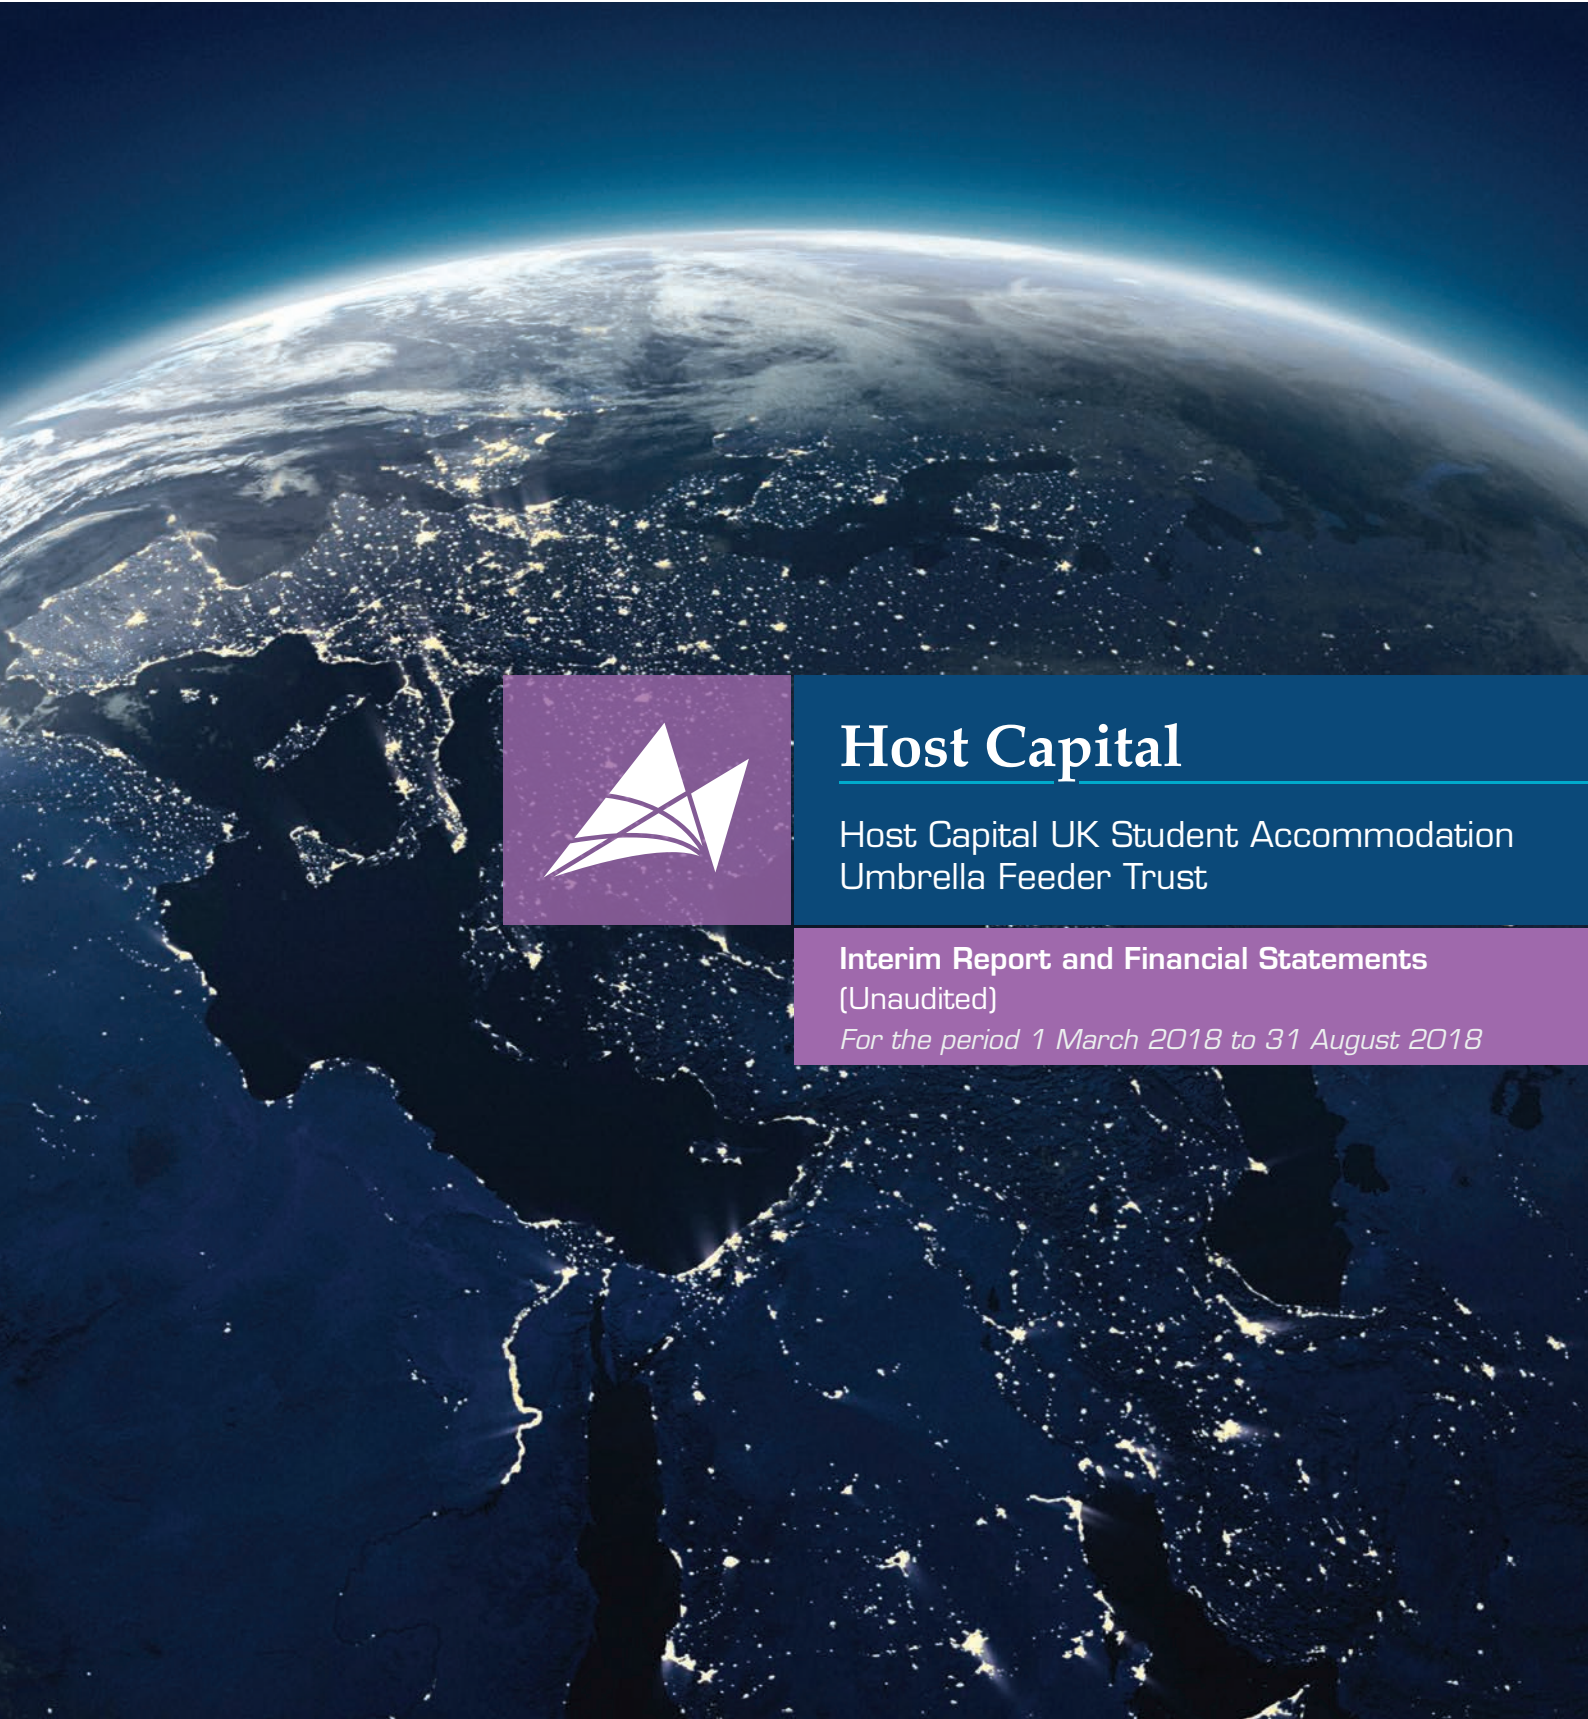 Host Capital
Host Capital UK Student Accommodation
Umbrella Feeder Trust
Interim Report and Financial Statements
(Unaudited)
For the period 1 March 2018 to 31 August 2018